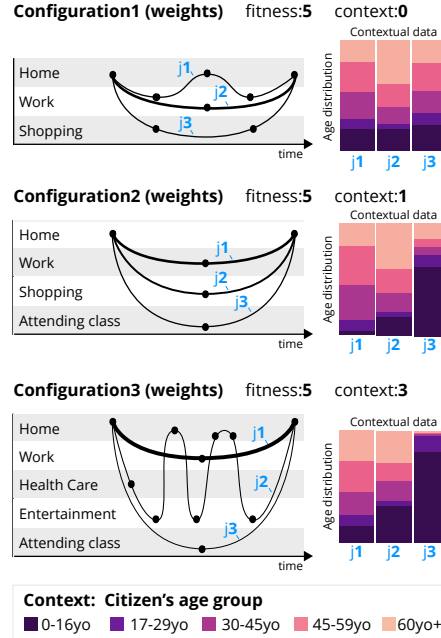 Configuration1 (weights) fitness:5 context:0
Contextual data
Home
Work
Shopping
j1
j2
j3
time
Age distribution
j1 j2 j3
Configuration2 (weights) fitness:5 context:1
Contextual data
Home
Work
Shopping
Attending class
j1
j2
j3
time
Age distribution
j1 j2 j3
Configuration3 (weights) fitness:5 context:3
Contextual data
Home
Work
Health Care
Entertainment
Attending class
j1
j2
j3
time
Age distribution
j1 j2 j3
Context: Citizen's age group
0-16yo 17-29yo 30-45yo 45-59yo 60yo+